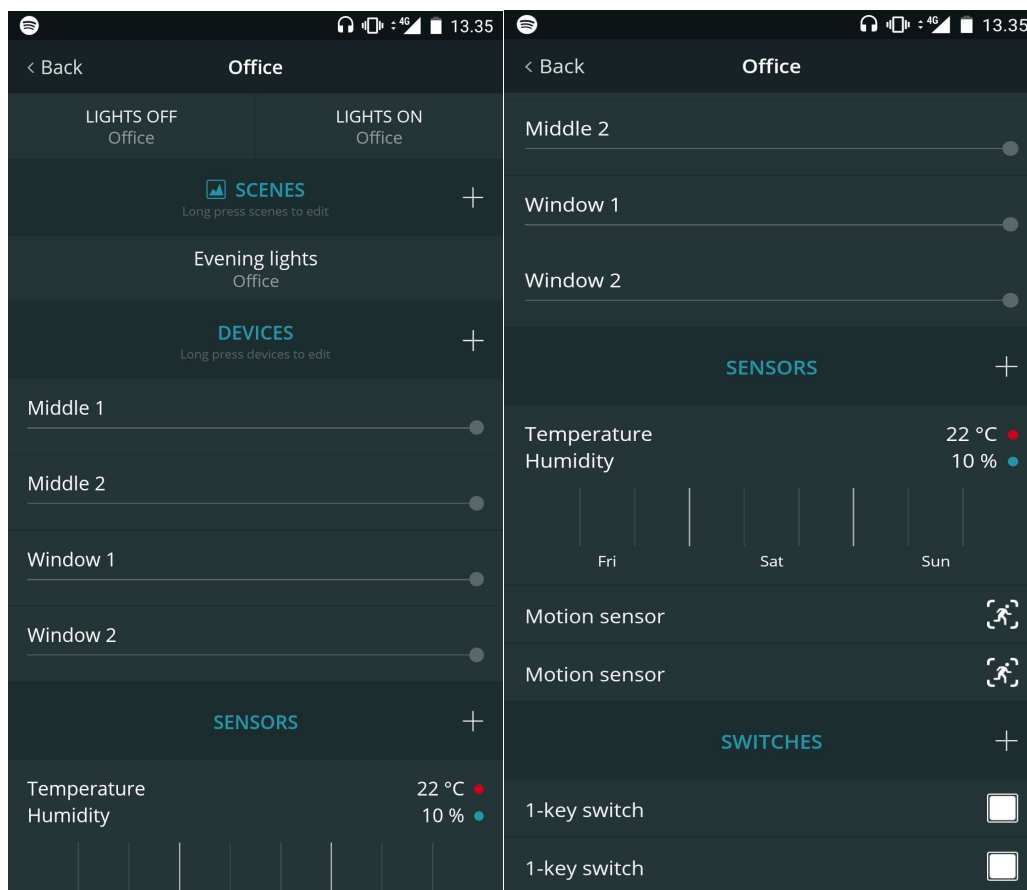 4G 13.35
< Back Office
LIGHTS OFF LIGHTS ON
Office Office
SCENES
Long press scenes to edit
Evening lights
Office
DEVICES
Long press devices to edit
Middle 1
Middle 2
Window 1
Window 2
SENSORS
Temperature 22 °C
Humidity 10 %
4G 13.35
< Back Office
Middle 2
Window 1
Window 2
SENSORS
Temperature 22 °C
Humidity 10 %
Fri Sat Sun
Motion sensor
Motion sensor
SWITCHES
1-key switch
1-key switch